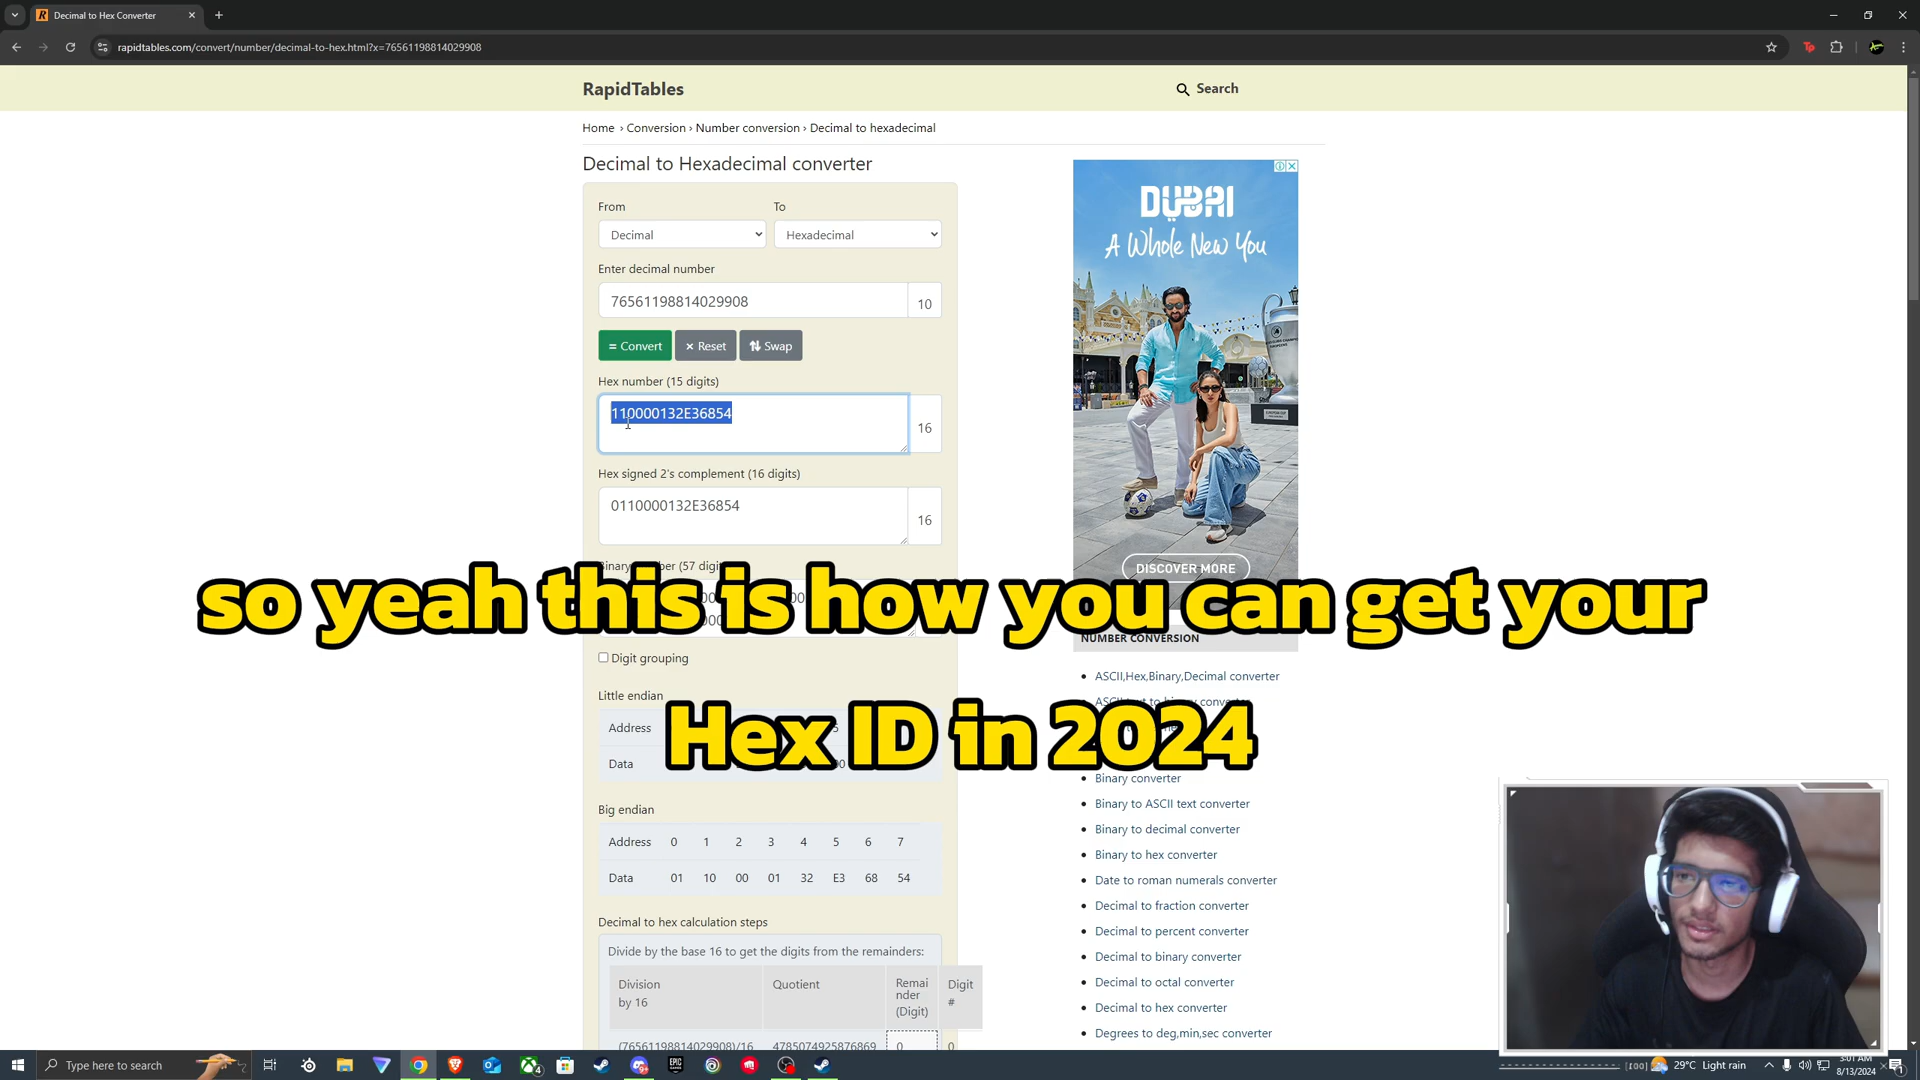 Decimal to Hex Converter
rapidtables.com/convert/number/decimal-to-hex.html?x=76561198814029908
RapidTables
Search
Home › Conversion › Number conversion › Decimal to hexadecimal
Decimal to Hexadecimal converter
From
To
Decimal
Hexadecimal
Enter decimal number
76561198814029908
10
= Convert
× Reset
Swap
Hex number (15 digits)
110000132E36854
16
Hex signed 2's complement (16 digits)
0110000132E36854
16
DUBAI
A Whole New You
DISCOVER MORE
so yeah this is how you can get your
Hex ID in 2024
NUMBER CONVERSION
Digit grouping
Little endian
Address
Data
Big endian
Address 0 1 2 3 4 5 6 7
Data 01 10 00 01 32 E3 68 54
Decimal to hex calculation steps
Divide by the base 16 to get the digits from the remainders:
Division by 16
Quotient
Remainder (Digit)
Digit #
(76561198814029908)/16 4785074925876869 0
ASCII,Hex,Binary,Decimal converter
Binary converter
Binary to ASCII text converter
Binary to decimal converter
Binary to hex converter
Date to roman numerals converter
Decimal to fraction converter
Decimal to percent converter
Decimal to binary converter
Decimal to octal converter
Decimal to hex converter
Degrees to deg,min,sec converter
Type here to search
29°C Light rain
3:01 AM
8/13/2024